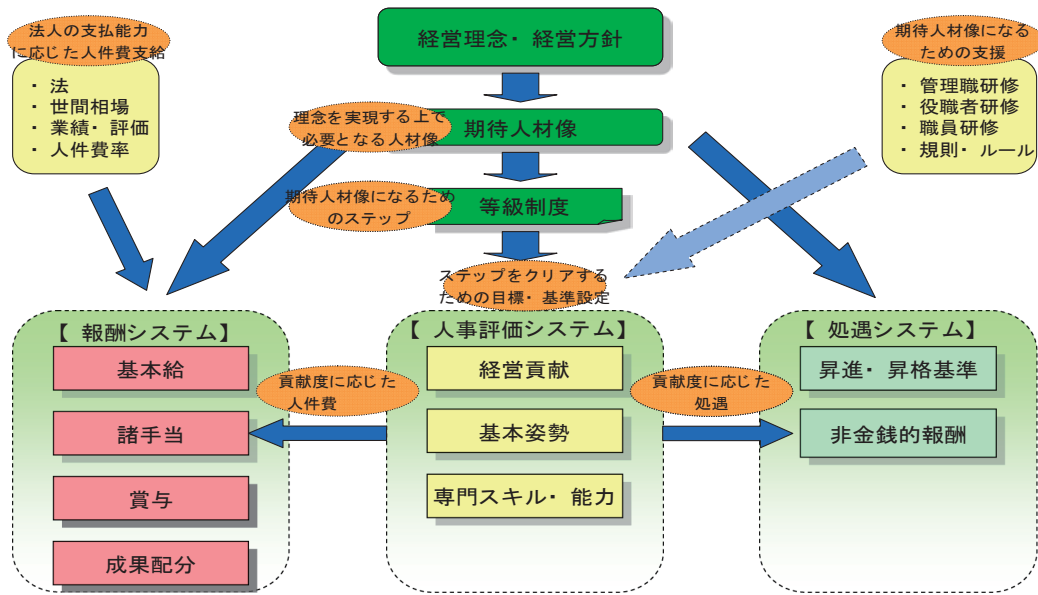 法人の支払能力
に応じた人件費支給
・ 法
・ 世間相場
・ 業績・ 評価
・ 人件費率
経営理念・ 経営方針
期待人材像になる
ための支援
・ 管理職研修
・ 役職者研修
・ 職員研修
・ 規則・ ルール
理念を実現する上で
必要となる人材像
期待人材像
期待人材像になるため
のステップ
等級制度
ステップをクリアする
ための目標・ 基準設定
【 報酬システム】
基本給
諸手当
賞与
成果配分
貢献度に応じた
人件費
【 人事評価システム】
経営貢献
基本姿勢
専門スキル・ 能力
貢献度に応じた
処遇
【 処遇システム】
昇進・ 昇格基準
非金銭的報酬